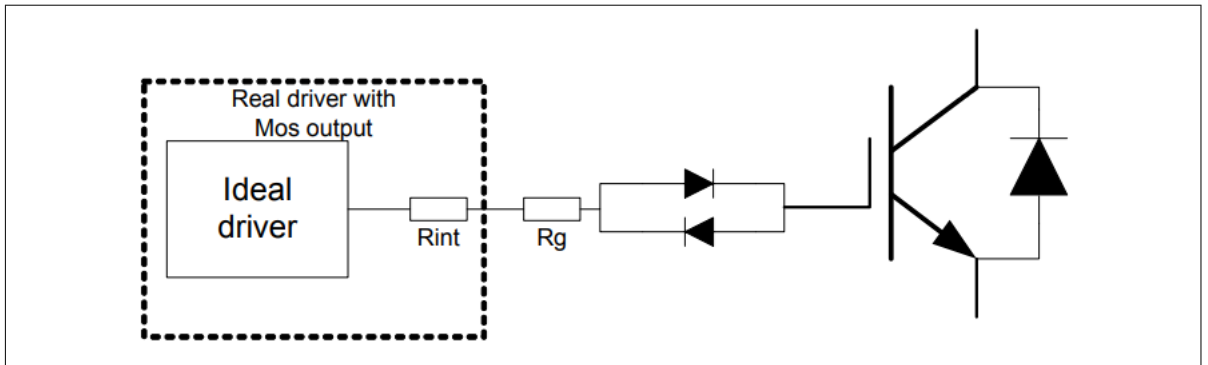 Real driver with
Mos output
Ideal
driver
Rint
Rg